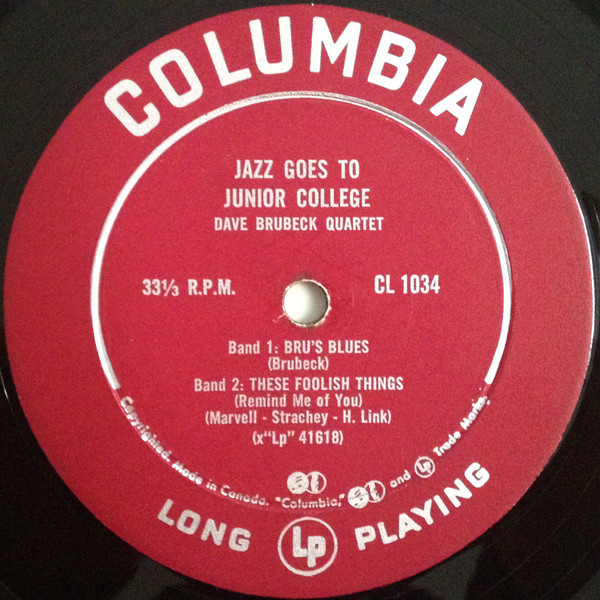 COLUMBIA
JAZZ GOES TO
JUNIOR COLLEGE
DAVE BRUBECK QUARTET
33⅓ R.P.M.
CL 1034
Band 1: BRU'S BLUES
(Brubeck)
Band 2: THESE FOOLISH THINGS
(Remind Me of You)
(Marvell - Strachey - H. Link)
(x"Lp" 41618)
Copyrighted. Made in Canada. "Columbia," and Lp Trade Marks.
LONG Lp PLAYING